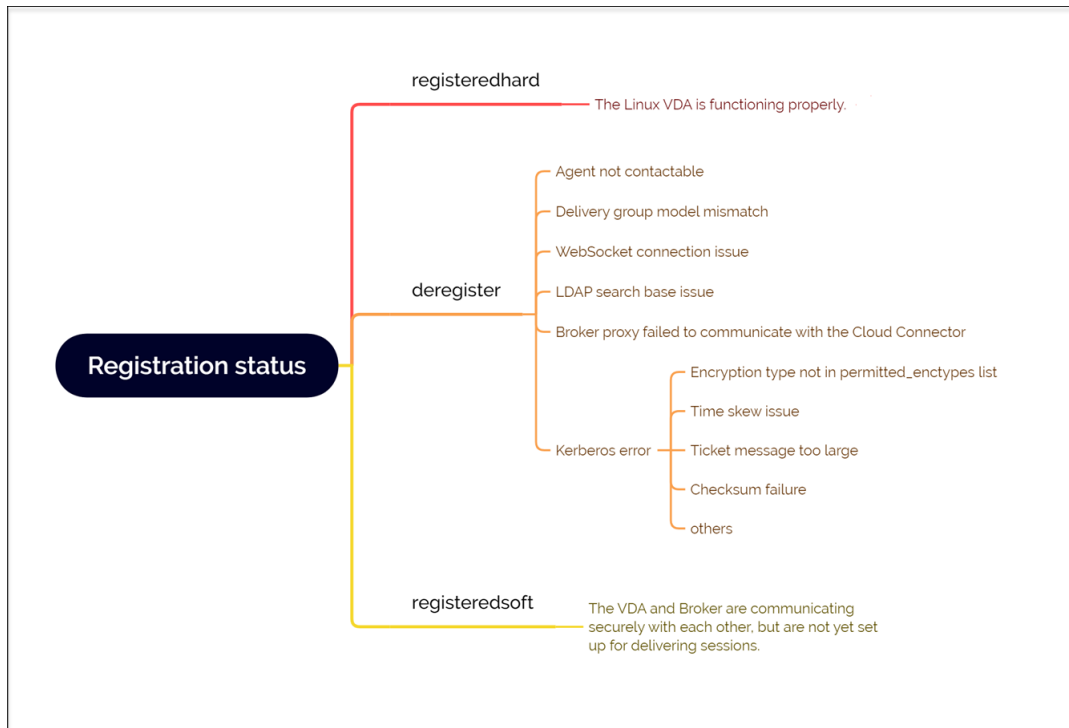 registeredhard
The Linux VDA is functioning properly.
Agent not contactable
Delivery group model mismatch
WebSocket connection issue
deregister
LDAP search base issue
Broker proxy failed to communicate with the Cloud Connector
Registration status
Encryption type not in permitted_enctypes list
Time skew issue
Kerberos error
Ticket message too large
Checksum failure
others
registeredsoft
The VDA and Broker are communicating
securely with each other, but are not yet set
up for delivering sessions.